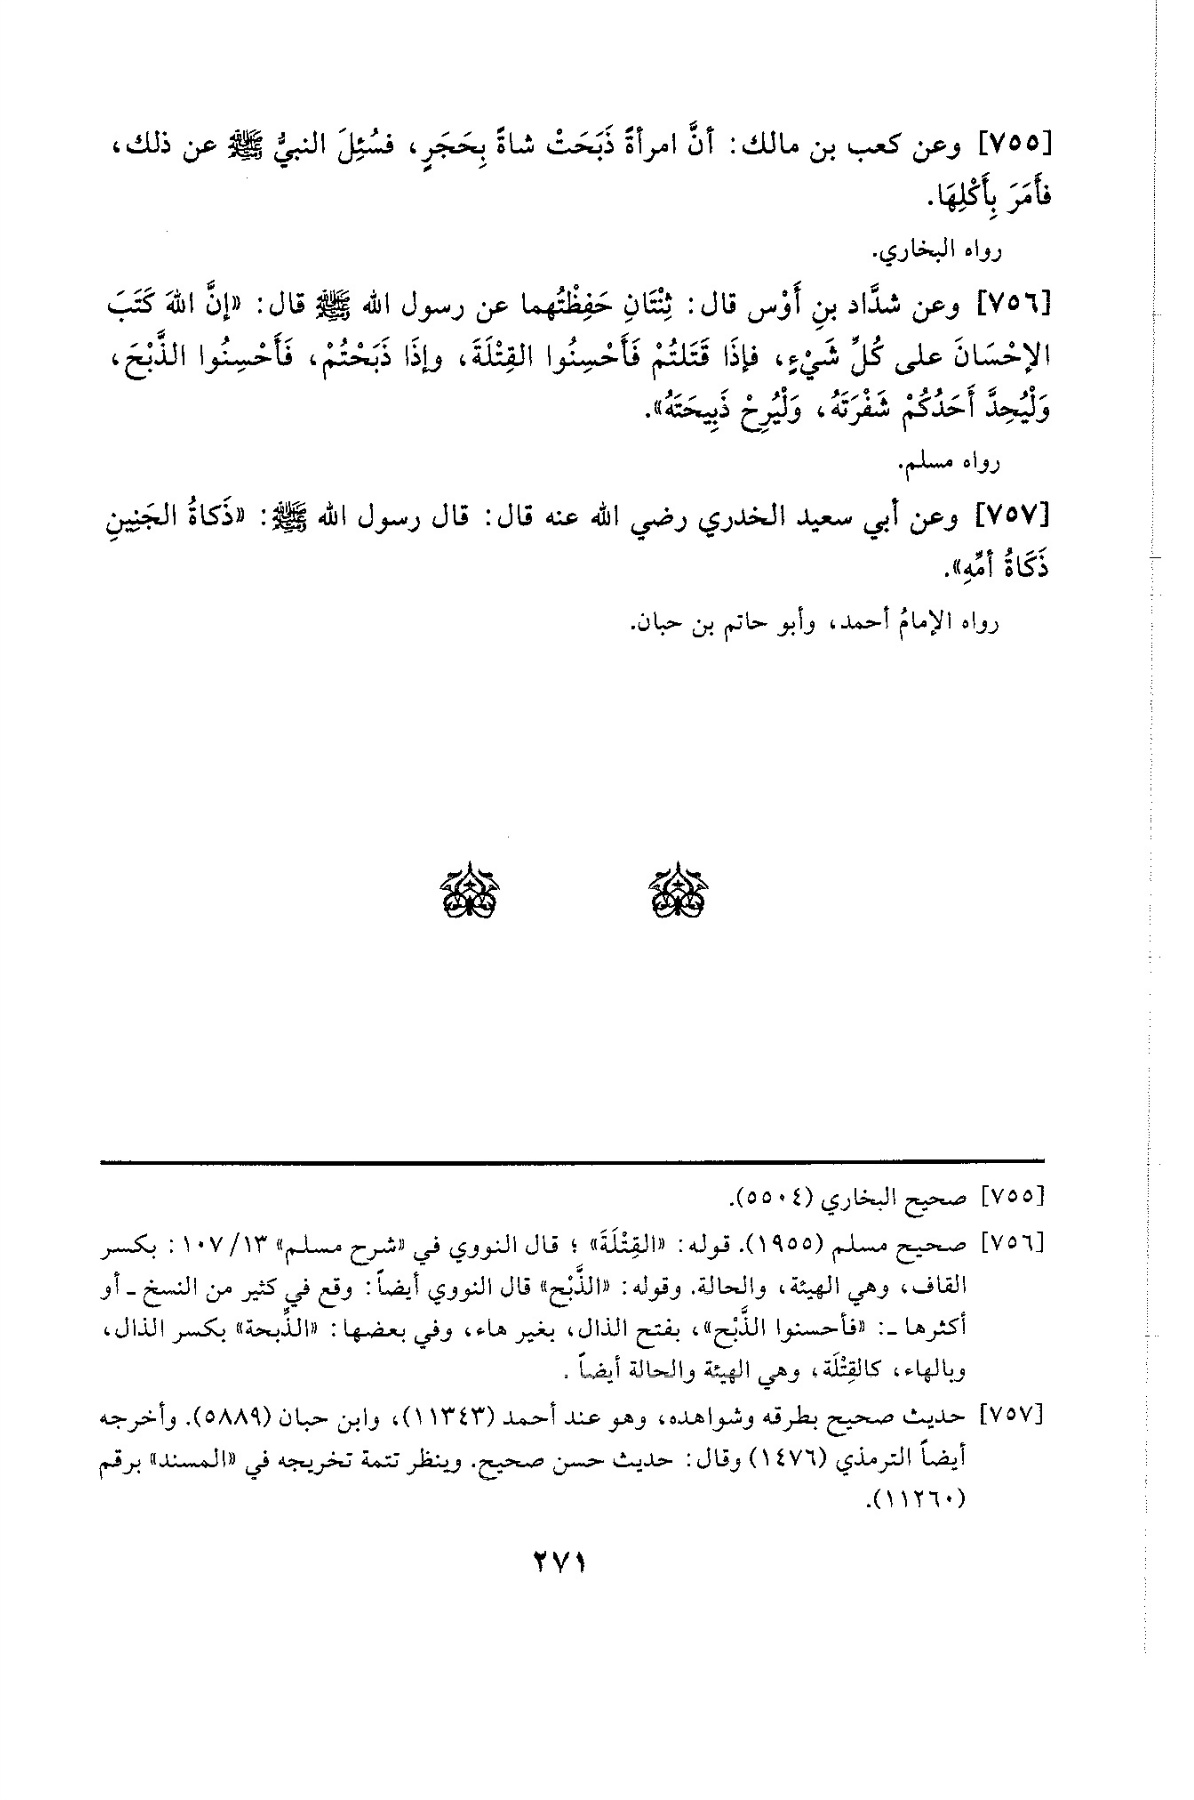 [٧٥٥] وعن كعب بن مالك: أنَّ امرأةً ذَبَحَتْ شاةً بِحَجَرٍ، فسُئِلَ النبيُّ ﷺ عن ذلك،
فأَمَرَ بِأَكْلِهَا.
رواه البخاري.
[٧٥٦] وعن شدَّاد بنِ أَوْس قال: ثِنْتَانِ حَفِظْتُهما عن رسول الله ﷺ قال: «إنَّ اللهَ كَتَبَ
الإحْسَانَ على كُلِّ شَيْءٍ، فإذَا قَتَلتُمْ فَأَحْسِنُوا القِتْلَةَ، وإذَا ذَبَحْتُمْ، فَأَحْسِنُوا الذَّبْحَ،
وَلْيُحِدَّ أَحَدُكُمْ شَفْرَتَهُ، وَلْيُرِحْ ذَبِيحَتَهُ».
رواه مسلم.
[٧٥٧] وعن أبي سعيد الخدري رضي الله عنه قال: قال رسول الله ﷺ: «ذَكاةُ الجَنِينِ
ذَكَاةُ أمِّهِ».
رواه الإمامُ أحمد، وأبو حاتم بن حبان.
[٧٥٥] صحيح البخاري (٥٥٠٤).
[٧٥٦] صحيح مسلم (١٩٥٥). قوله: «القِتْلَةَ» ؛ قال النووي في «شرح مسلم» ١٣/ ١٠٧: بكسر
القاف، وهي الهيئة، والحالة. وقوله: «الذَّبْح» قال النووي أيضاً: وقع في كثير من النسخ ـ أو
أكثرها ـ: «فأحسنوا الذَّبْح»، بفتح الذال، بغير هاء، وفي بعضها: «الذِّبحة» بكسر الذال،
وبالهاء، كالقِتْلَة، وهي الهيئة والحالة أيضاً .
[٧٥٧] حديث صحيح بطرقه وشواهده، وهو عند أحمد (١١٣٤٣)، وابن حبان (٥٨٨٩). وأخرجه
أيضاً الترمذي (١٤٧٦) وقال: حديث حسن صحيح. وينظر تتمة تخريجه في «المسند» برقم
(١١٢٦٠).
٢٧١